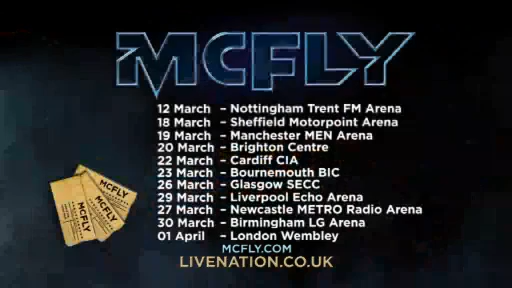 MCFLY
12 March - Nottingham Trent FM Arena
18 March - Sheffield Motorpoint Arena
19 March - Manchester MEN Arena
20 March - Brighton Centre
22 March - Cardiff CIA
23 March - Bournemouth BIC
26 March - Glasgow SECC
29 March - Liverpool Echo Arena
27 March - Newcastle METRO Radio Arena
30 March - Birmingham LG Arena
01 April - London Wembley
MCFLY.COM
LIVENATION.CO.UK
MCFLY
MCFLY
MCFLY